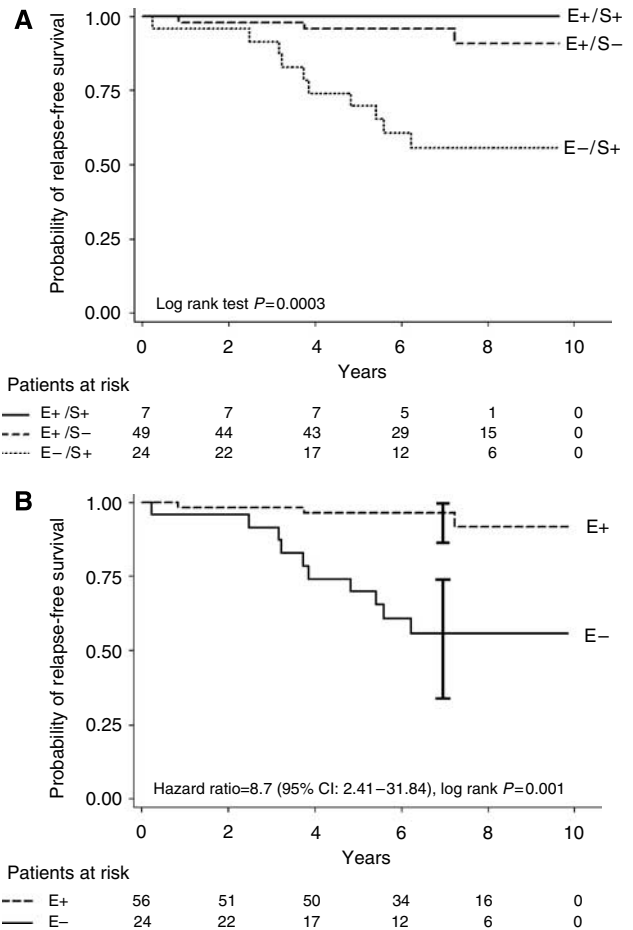 A
Probability of relapse-free survival
1.00
0.75
0.50
0.25
0.00
E+/S+
E+/S−
E−/S+
Log rank test P=0.0003
0 2 4 6 8 10
Years
Patients at risk
E+/S+ 7 7 7 5 1 0
E+/S− 49 44 43 29 15 0
E−/S+ 24 22 17 12 6 0
B
Probability of relapse-free survival
1.00
0.75
0.50
0.25
0.00
E+
E−
Hazard ratio=8.7 (95% CI: 2.41−31.84), log rank P=0.001
0 2 4 6 8 10
Years
Patients at risk
E+ 56 51 50 34 16 0
E− 24 22 17 12 6 0